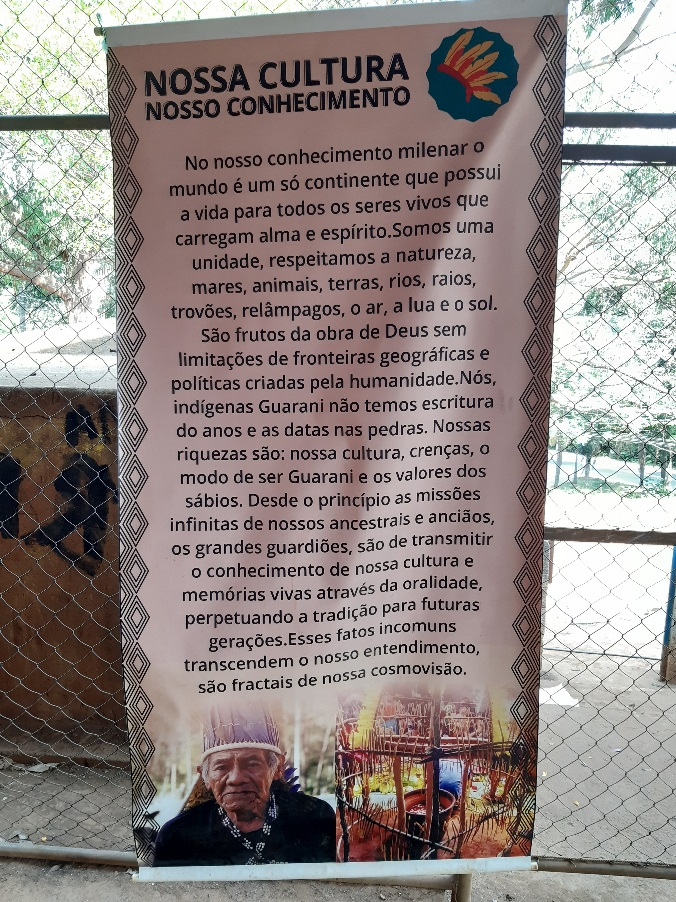 NOSSA CULTURA
NOSSO CONHECIMENTO
No nosso conhecimento milenar o
mundo é um só continente que possui
a vida para todos os seres vivos que
carregam alma e espírito.Somos uma
unidade, respeitamos a natureza,
mares, animais, terras, rios, raios,
trovões, relâmpagos, o ar, a lua e o sol.
São frutos da obra de Deus sem
limitações de fronteiras geográficas e
políticas criadas pela humanidade.Nós,
indígenas Guarani não temos escritura
do anos e as datas nas pedras. Nossas
riquezas são: nossa cultura, crenças, o
modo de ser Guarani e os valores dos
sábios. Desde o princípio as missões
infinitas de nossos ancestrais e anciãos,
os grandes guardiões, são de transmitir
o conhecimento de nossa cultura e
memórias vivas através da oralidade,
perpetuando a tradição para futuras
gerações.Esses fatos incomuns
transcendem o nosso entendimento,
são fractais de nossa cosmovisão.